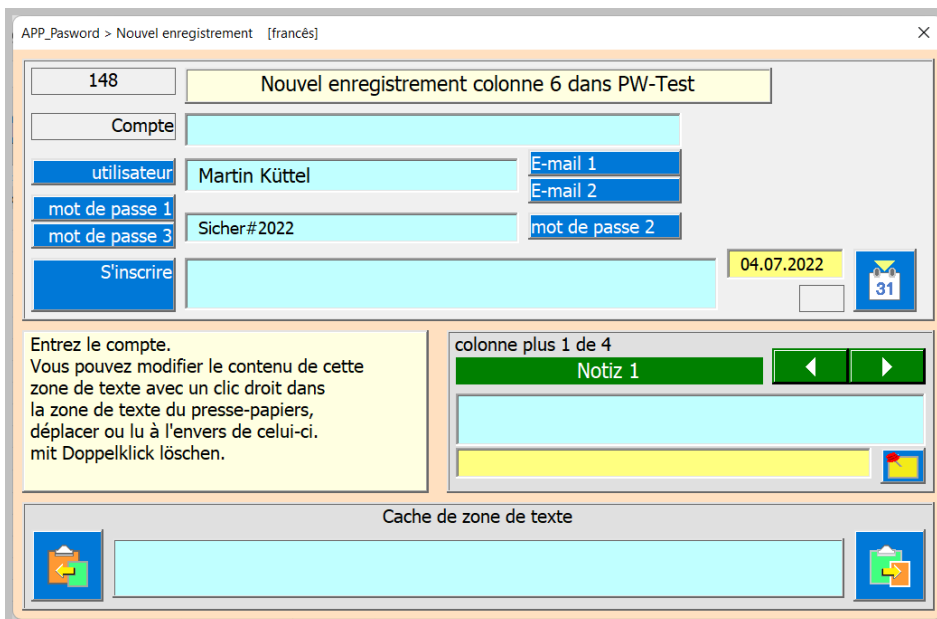 APP_Pasword > Nouvel enregistrement [francês]
148
Nouvel enregistrement colonne 6 dans PW-Test
Compte
utilisateur
Martin Küttel
E-mail 1
E-mail 2
mot de passe 1
mot de passe 3
Sicher#2022
mot de passe 2
S'inscrire
04.07.2022
31
Entrez le compte.
Vous pouvez modifier le contenu de cette
zone de texte avec un clic droit dans
la zone de texte du presse-papiers,
déplacer ou lu à l'envers de celui-ci.
mit Doppelklick löschen.
colonne plus 1 de 4
Notiz 1
Cache de zone de texte